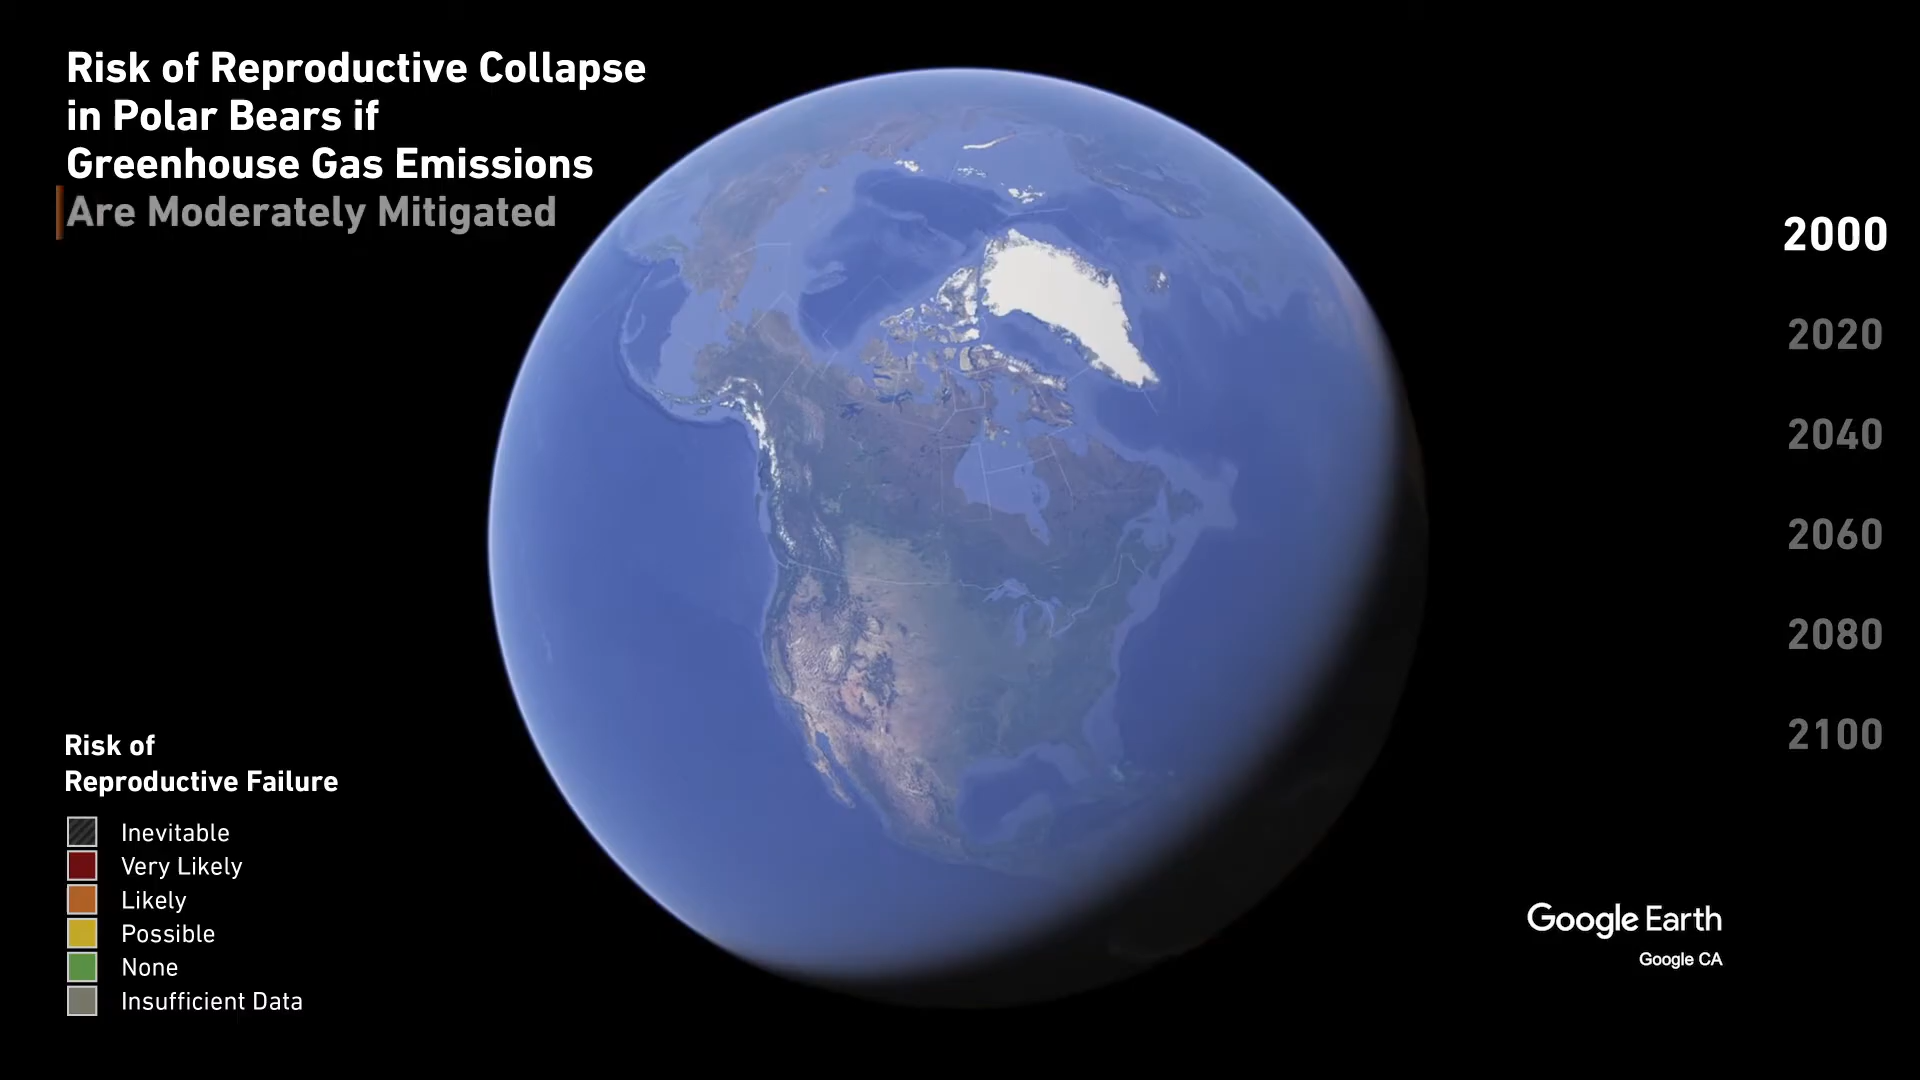 Risk of Reproductive Collapse
in Polar Bears if
Greenhouse Gas Emissions
Are Moderately Mitigated
2000
2020
2040
2060
2080
2100
Risk of
Reproductive Failure
Inevitable
Very Likely
Likely
Possible
None
Insufficient Data
Google Earth
Google CA